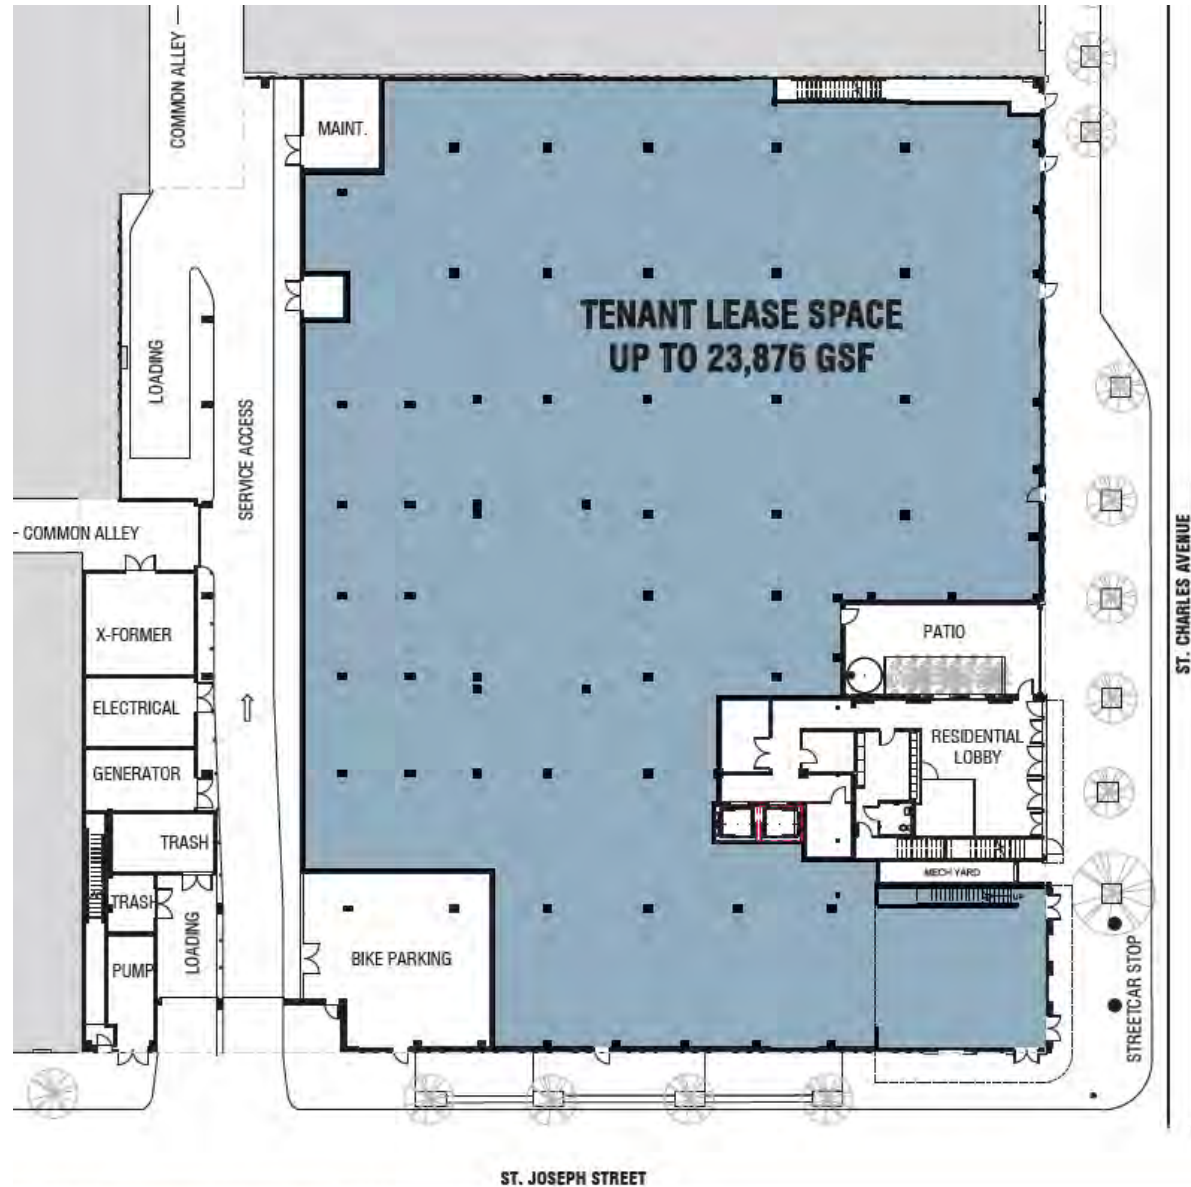 COMMON ALLEY —
MAINT.
TENANT LEASE SPACE
UP TO 23,876 GSF
LOADING
SERVICE ACCESS
- COMMON ALLEY
ST. CHARLES AVENUE
X-FORMER
PATIO
ELECTRICAL
RESIDENTIAL
LOBBY
GENERATOR
TRASH
MECH YARD
TRASH
LOADING
BIKE PARKING
PUMP
STREETCAR STOP
ST. JOSEPH STREET